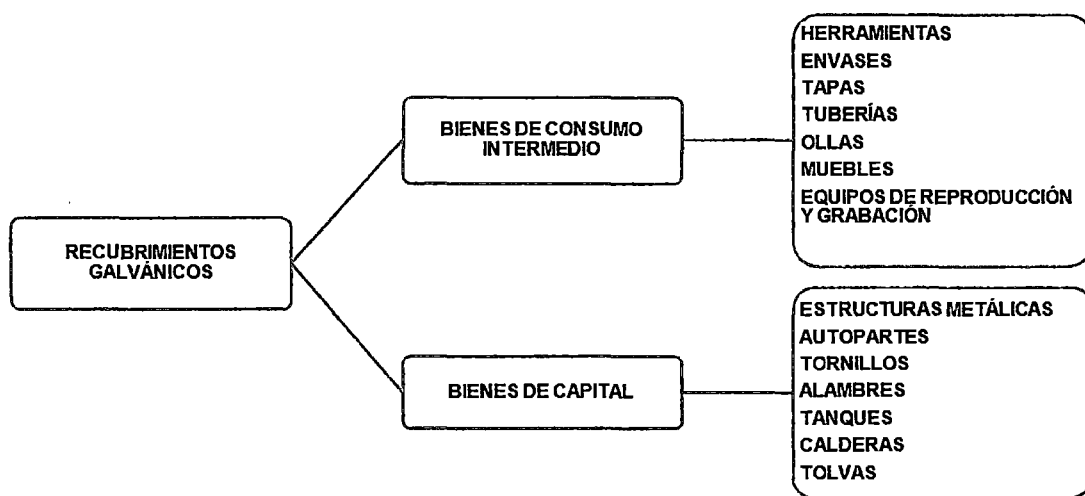 RECUBRIMIENTOS
GALVÁNICOS
BIENES DE CONSUMO
INTERMEDIO
HERRAMIENTAS
ENVASES
TAPAS
TUBERÍAS
OLLAS
MUEBLES
EQUIPOS DE REPRODUCCIÓN
Y GRABACIÓN
BIENES DE CAPITAL
ESTRUCTURAS METÁLICAS
AUTOPARTES
TORNILLOS
ALAMBRES
TANQUES
CALDERAS
TOLVAS